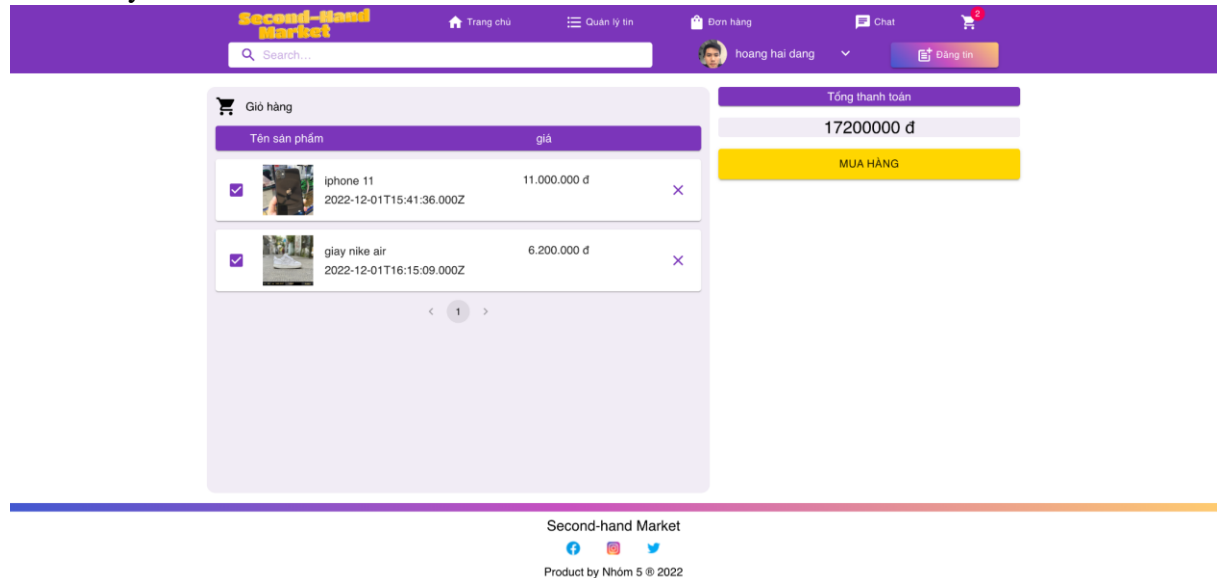 Second-Hand Market
Trang chủ
Quản lý tin
Đơn hàng
Chat
2
Search...
hoang hai dang
Đăng tin
Giỏ hàng
Tên sản phẩm giá
iphone 11 11.000.000 đ
2022-12-01T15:41:36.000Z
giay nike air 6.200.000 đ
2022-12-01T16:15:09.000Z
1
Tổng thanh toán
17200000 đ
MUA HÀNG
Second-hand Market
Product by Nhóm 5 ® 2022